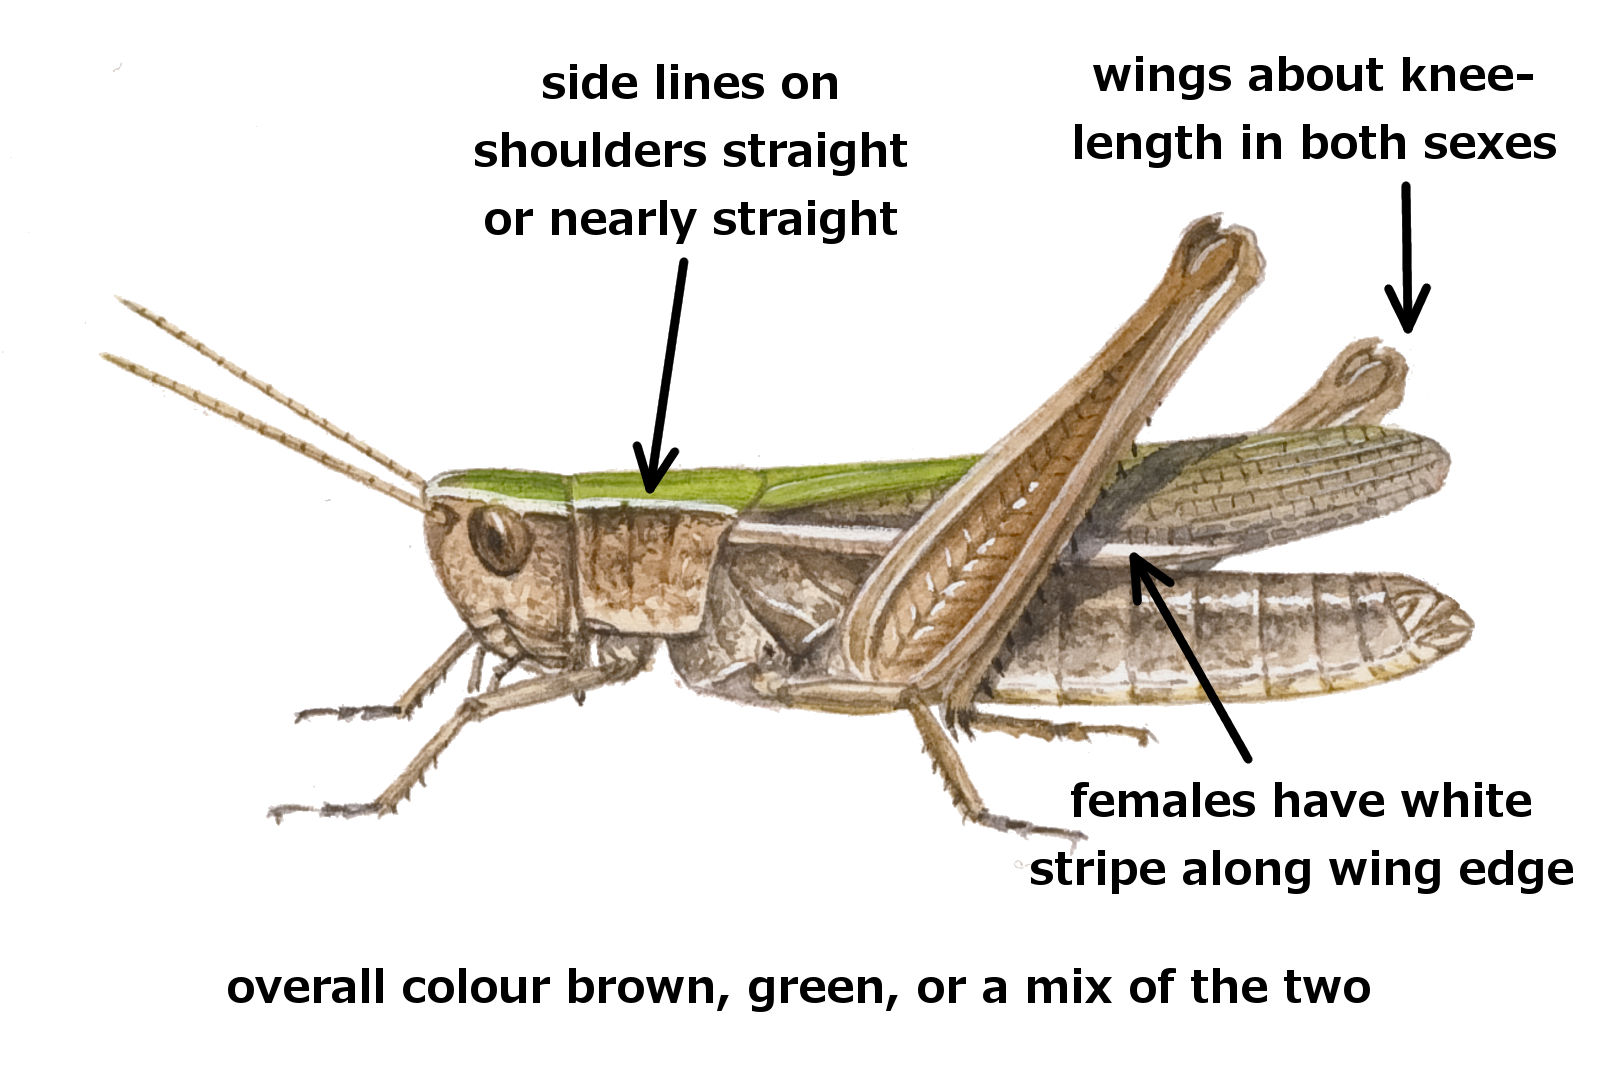 side lines on
shoulders straight
or nearly straight
wings about knee-
length in both sexes
females have white
stripe along wing edge
overall colour brown, green, or a mix of the two